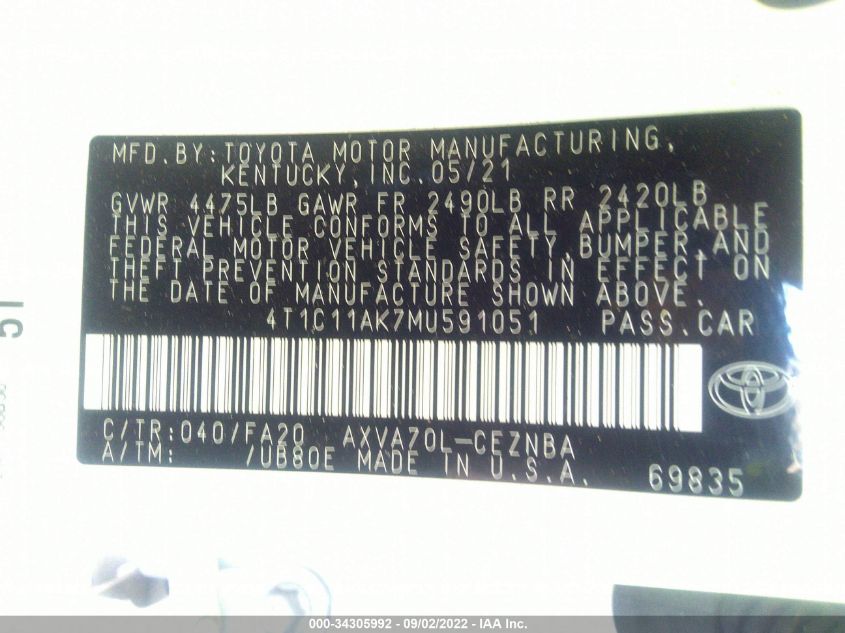 MFD. BY: TOYOTA MOTOR MANUFACTURING,
KENTUCKY, INC. 05/21
GVWR 4475LB GAWR FR 2490LB RR 2420LB
THIS VEHICLE CONFORMS TO ALL APPLICABLE
FEDERAL MOTOR VEHICLE SAFETY, BUMPER, AND
THEFT PREVENTION STANDARDS IN EFFECT ON
THE DATE OF MANUFACTURE SHOWN ABOVE.
4T1C11AK7MU591051 PASS. CAR
C/TR: 040/FA20 AXVA70L-CEZNBA
A/TM: /UB80E MADE IN U.S.A.
69835
51
000-34305992 - 09/02/2022 - IAA Inc.